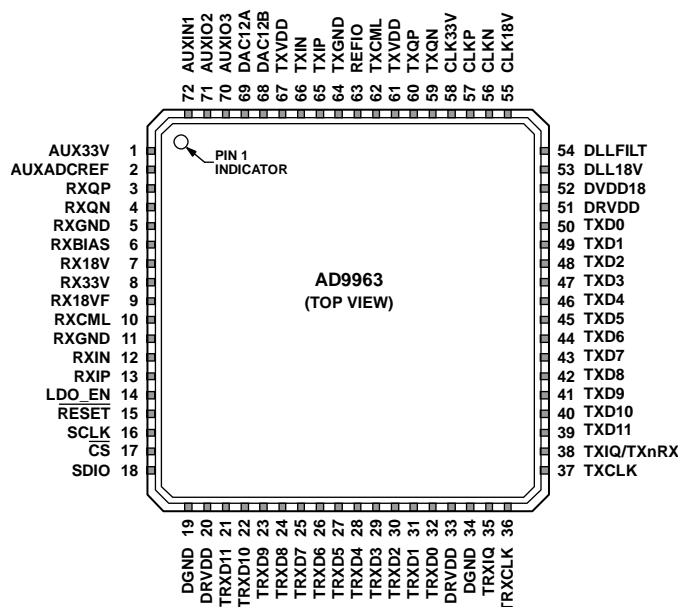 72 AUXIN1
71 AUXIO2
70 AUXIO3
69 DAC12A
68 DAC12B
67 TXVDD
66 TXIN
65 TXIP
64 TXGND
63 REFIO
62 TXCML
61 TXVDD
60 TXQP
59 TXQN
58 CLK33V
57 CLKP
56 CLKN
55 CLK18V
AUX33V 1
AUXADCREF 2
RXQP 3
RXQN 4
RXGND 5
RXBIAS 6
RX18V 7
RX33V 8
RX18VF 9
RXCML 10
RXGND 11
RXIN 12
RXIP 13
LDO_EN 14
RESET 15
SCLK 16
CS 17
SDIO 18
PIN 1
INDICATOR
AD9963
(TOP VIEW)
54 DLLFILT
53 DLL18V
52 DVDD18
51 DRVDD
50 TXD0
49 TXD1
48 TXD2
47 TXD3
46 TXD4
45 TXD5
44 TXD6
43 TXD7
42 TXD8
41 TXD9
40 TXD10
39 TXD11
38 TXIQ/TXnRX
37 TXCLK
DGND 19
DRVDD 20
TRXD11 21
TRXD10 22
TRXD9 23
TRXD8 24
TRXD7 25
TRXD6 26
TRXD5 27
TRXD4 28
TRXD3 29
TRXD2 30
TRXD1 31
TRXD0 32
DRVDD 33
DGND 34
TRXIQ 35
TRXCLK 36